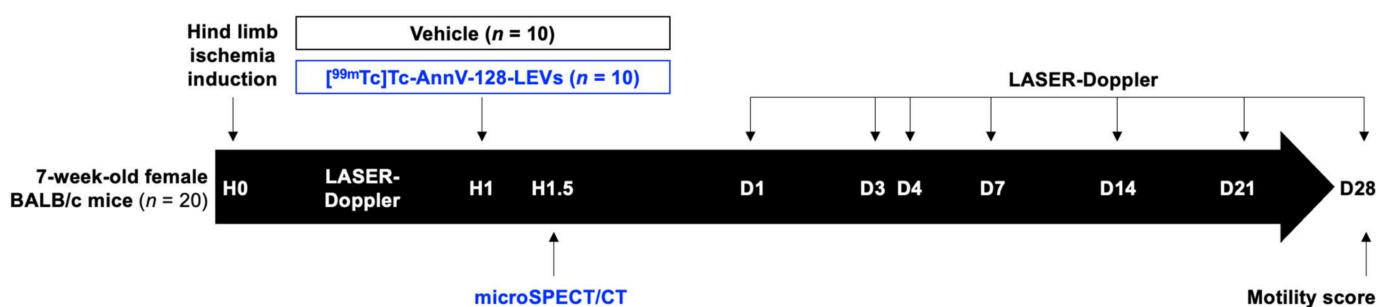 Hind limb
ischemia
induction
Vehicle (n = 10)
[⁹⁹ᵐTc]Tc-AnnV-128-LEVs (n = 10)
LASER-Doppler
7-week-old female
BALB/c mice (n = 20)
H0
LASER-
Doppler
H1
H1.5
D1
D3
D4
D7
D14
D21
D28
microSPECT/CT
Motility score